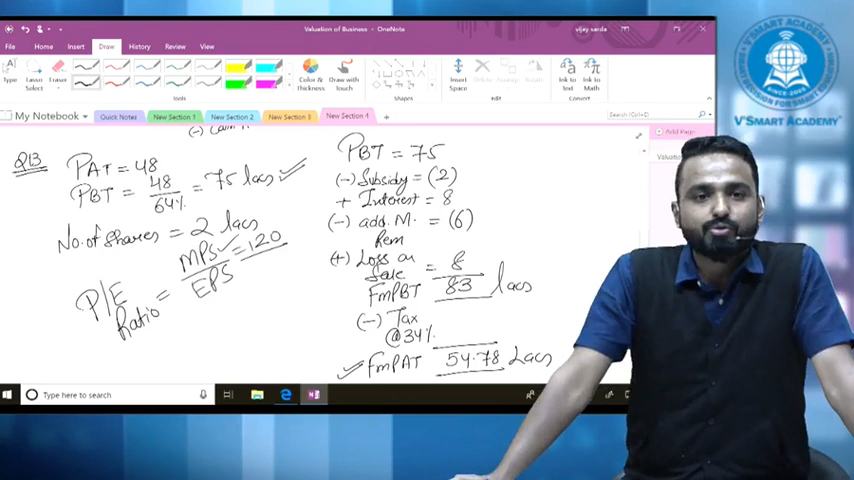 Valuation of Business - OneNote
vijay sarda
File
Home
Insert
Draw
History
Review
View
Type
Lasso
Select
Eraser
Color &
Thickness
Draw with
Touch
Shapes
Insert
Space
Delete
Arrange
Ink to
Text
Ink to
Math
Tools
Shapes
Edit
Convert
My Notebook
Quick Notes
New Section 1
New Section 2
New Section 3
New Section 4
+
Search (Ctrl+E)
Add Page
Q13
PAT = 48
PBT = 48/64% = 75 lacs
No. of Shares = 2 lacs
P/E Ratio = MPS/EPS = 120
PBT = 75
(-) Subsidy = (2)
+ Interest = 8
(-) add. M. = (6)
Rem
(+) Loss on
Sale = 8
FmPBT 83 lacs
(-) Tax
@34%
FmPAT 54.78 Lacs
Type here to search
V'SMART ACADEMY
SINCE-2005
V'Smart Academy